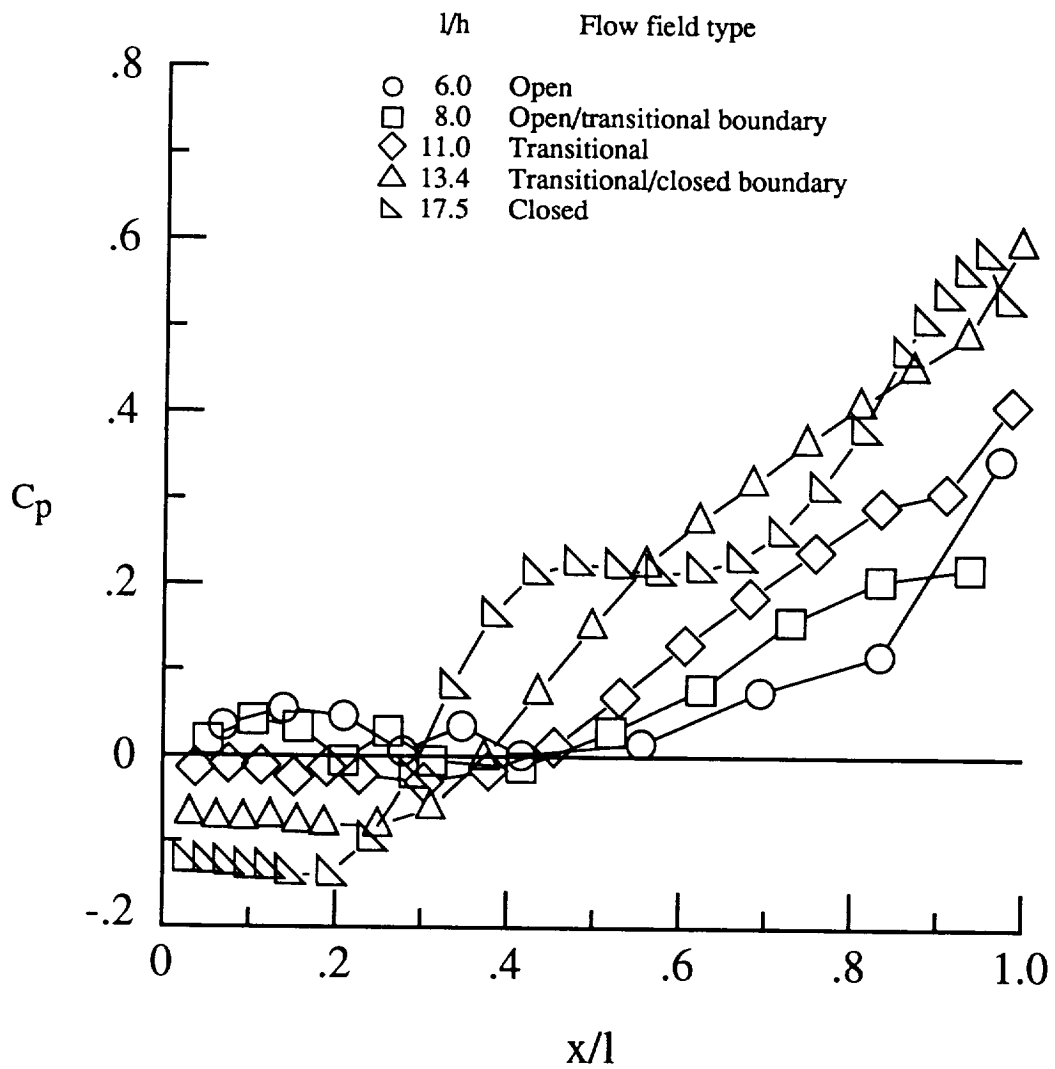 l/h Flow field type
6.0 Open
8.0 Open/transitional boundary
11.0 Transitional
13.4 Transitional/closed boundary
17.5 Closed
.8
.6
.4
.2
0
-.2
Cp
0 .2 .4 .6 .8 1.0
x/l